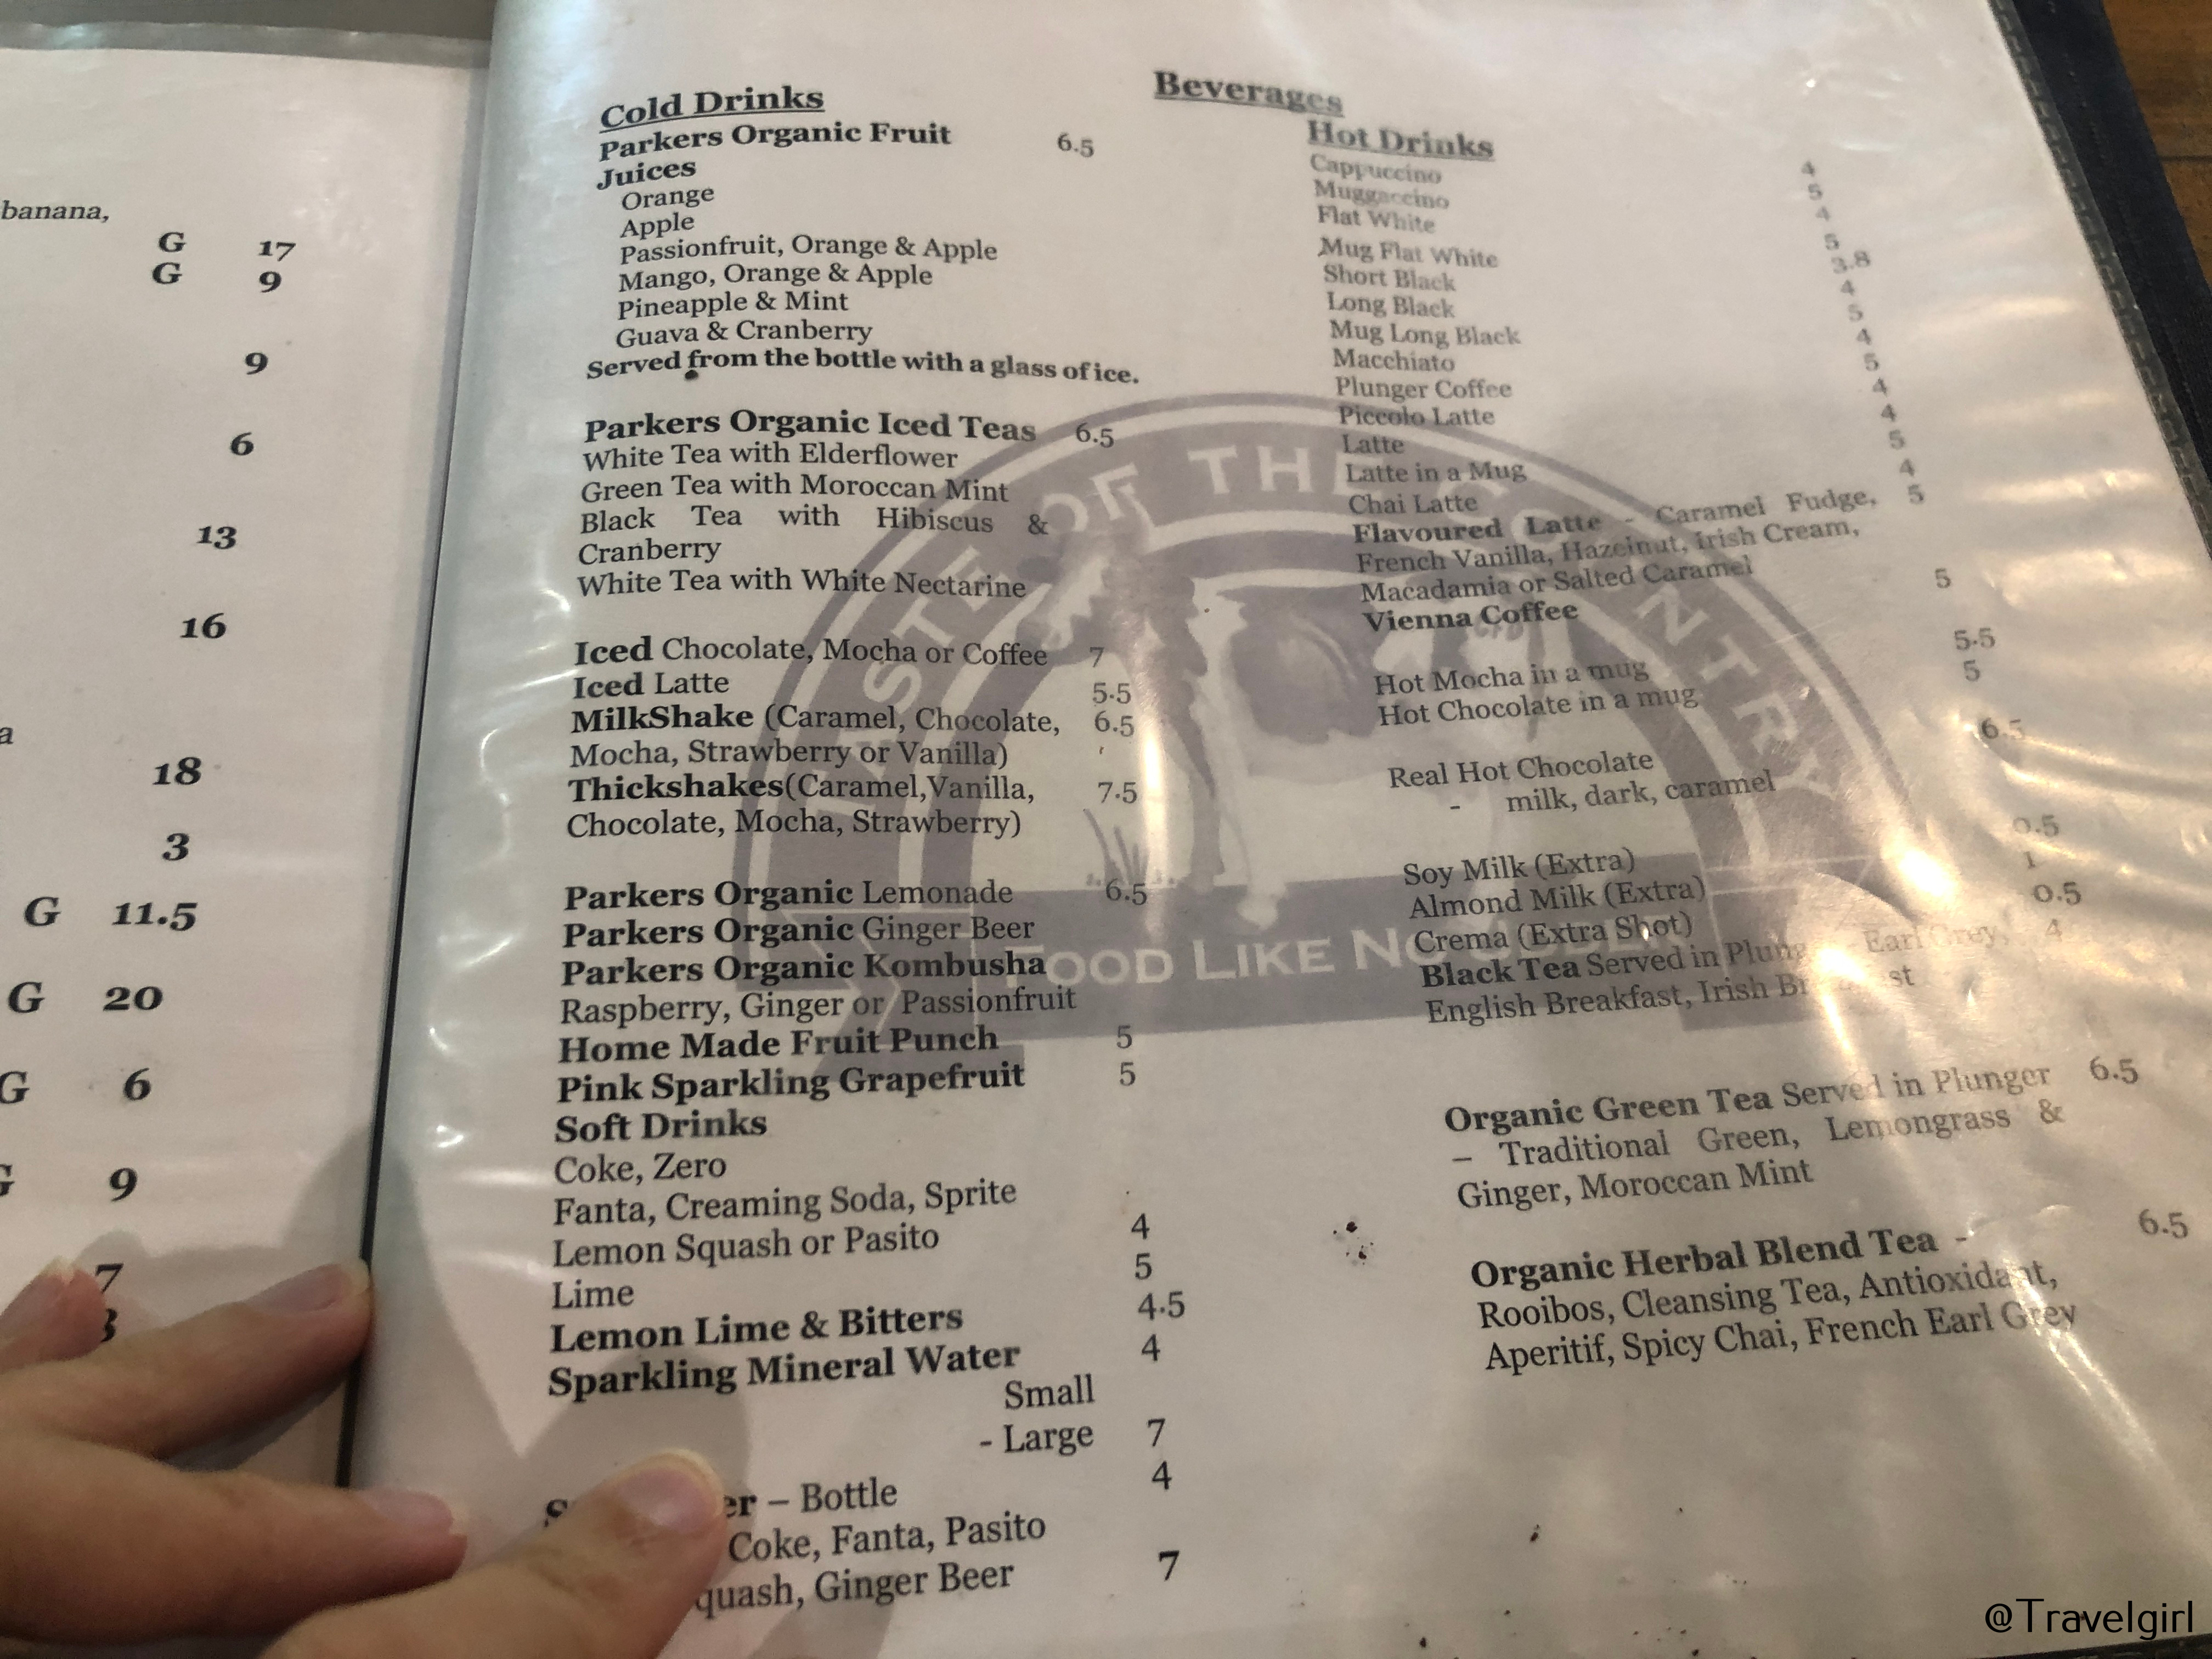 banana,
G 17
G 9
9
6
13
16
a
18
3
G 11.5
G 20
G 6
G 9
7
Beverages
Cold Drinks
Parkers Organic Fruit 6.5
Juices
Orange
Apple
Passionfruit, Orange & Apple
Mango, Orange & Apple
Pineapple & Mint
Guava & Cranberry
Served from the bottle with a glass of ice.
Parkers Organic Iced Teas 6.5
White Tea with Elderflower
Green Tea with Moroccan Mint
Black Tea with Hibiscus &
Cranberry
White Tea with White Nectarine
Iced Chocolate, Mocha or Coffee 7
Iced Latte 5.5
MilkShake (Caramel, Chocolate, 6.5
Mocha, Strawberry or Vanilla)
Thickshakes(Caramel,Vanilla, 7.5
Chocolate, Mocha, Strawberry)
Parkers Organic Lemonade 6.5
Parkers Organic Ginger Beer
Parkers Organic Kombusha
Raspberry, Ginger or Passionfruit
Home Made Fruit Punch 5
Pink Sparkling Grapefruit 5
Soft Drinks
Coke, Zero
Fanta, Creaming Soda, Sprite
Lemon Squash or Pasito 4
Lime 5
Lemon Lime & Bitters 4.5
Sparkling Mineral Water 4
Small
- Large 7
– Bottle 4
Coke, Fanta, Pasito
quash, Ginger Beer 7
Hot Drinks
Cappuccino 4
Muggaccino 5
Flat White 4
Mug Flat White 5
Short Black 3.8
Long Black 4
Mug Long Black 5
Macchiato 4
Plunger Coffee 5
Piccolo Latte 4
Latte 4
Latte in a Mug 5
Chai Latte 4
Flavoured Latte - Caramel Fudge, 5
French Vanilla, Hazelnut, Irish Cream,
Macadamia or Salted Caramel
Vienna Coffee 5
Hot Mocha in a mug 5.5
Hot Chocolate in a mug 5
Real Hot Chocolate 6.5
- milk, dark, caramel
Soy Milk (Extra) 0.5
Almond Milk (Extra) 1
Crema (Extra Shot) 0.5
Black Tea Served in Earl Grey, 4
English Breakfast, Irish
Organic Green Tea Served in Plunger 6.5
– Traditional Green, Lemongrass &
Ginger, Moroccan Mint
Organic Herbal Blend Tea - 6.5
Rooibos, Cleansing Tea, Antioxidant,
Aperitif, Spicy Chai, French Earl Grey
OF THE
FOOD LIKE NO
@Travelgirl